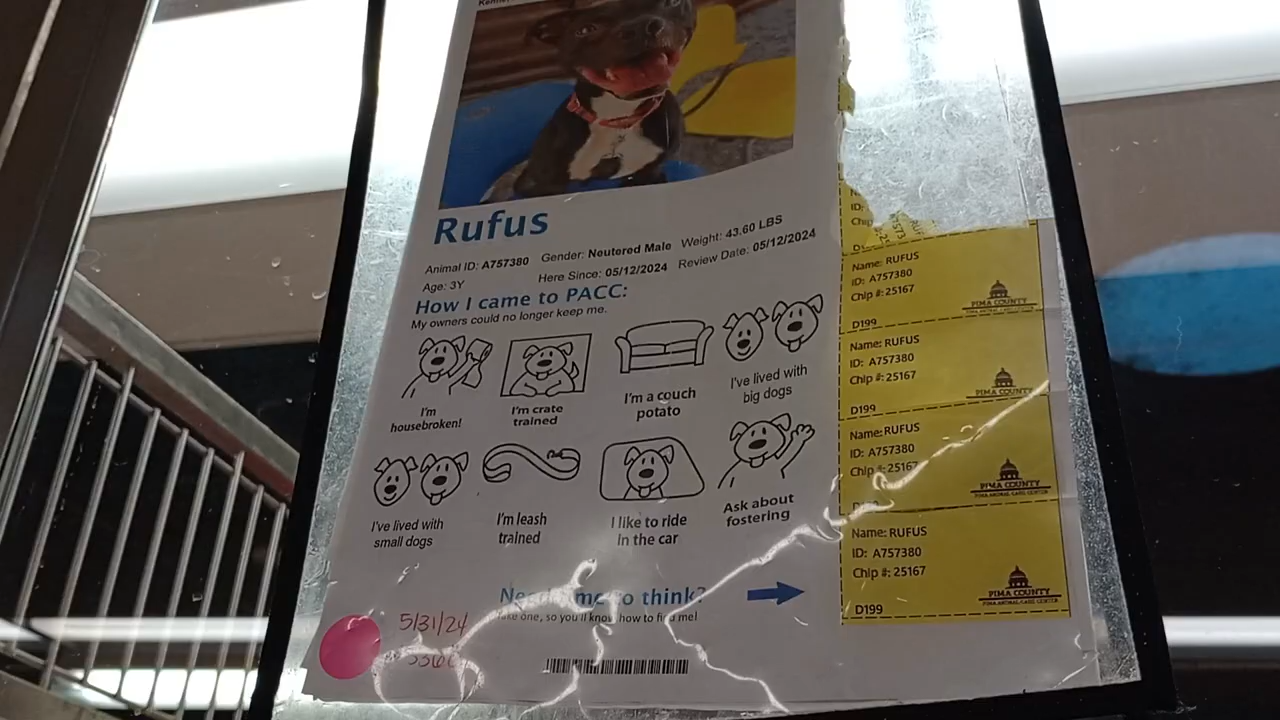 Rufus
Animal ID: A757380 Gender: Neutered Male Weight: 43.60 LBS
Age: 3Y Here Since: 05/12/2024 Review Date: 05/12/2024
How I came to PACC:
My owners could no longer keep me.
I'm
housebroken!
I'm crate
trained
I'm a couch
potato
I've lived with
big dogs
I've lived with
small dogs
I'm leash
trained
I like to ride
in the car
Ask about
fostering
Need time to think?
Take one, so you'll know how to find me!
5/31/24
Name: RUFUS
ID: A757380
Chip #: 25167
PIMA COUNTY
D199
Name: RUFUS
ID: A757380
Chip #: 25167
PIMA COUNTY
D199
Name: RUFUS
ID: A757380
Chip #: 25167
PIMA COUNTY
PIMA ANIMAL CARE CENTER
Name: RUFUS
ID: A757380
Chip #: 25167
PIMA COUNTY
PIMA ANIMAL CARE CENTER
D199